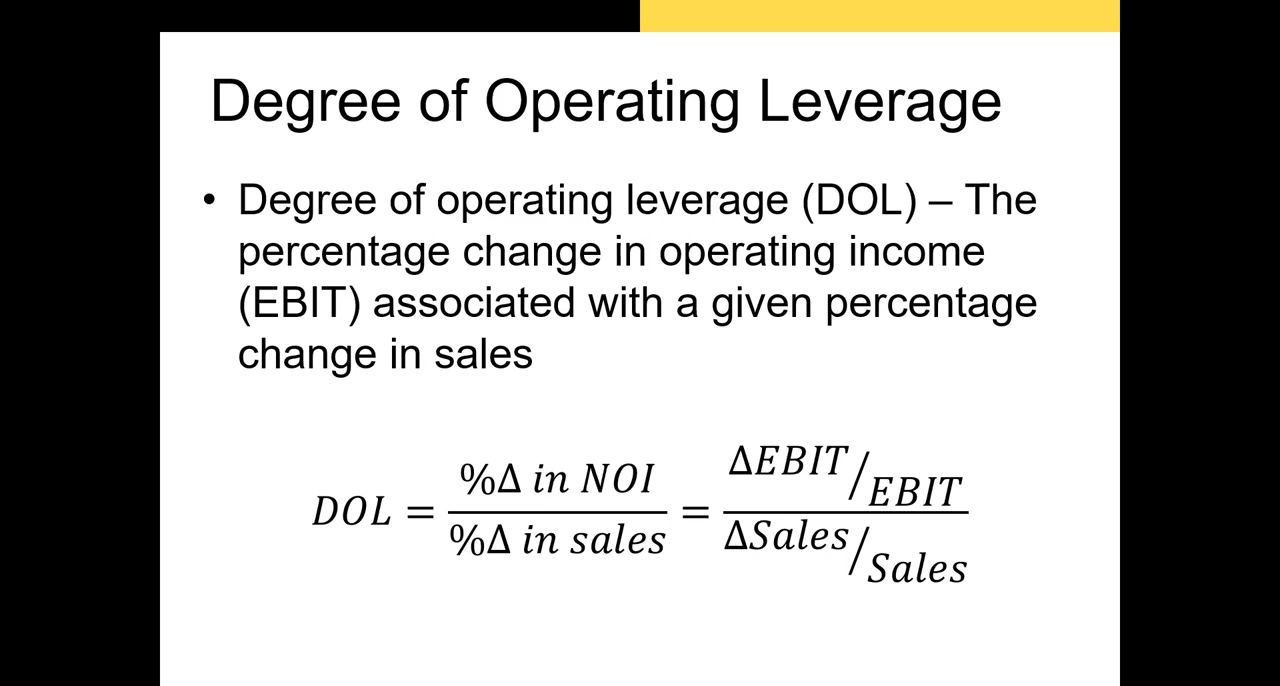 Degree of Operating Leverage
• Degree of operating leverage (DOL) – The
percentage change in operating income
(EBIT) associated with a given percentage
change in sales
DOL = %Δ in NOI / %Δ in sales = ΔEBIT/EBIT / ΔSales/Sales